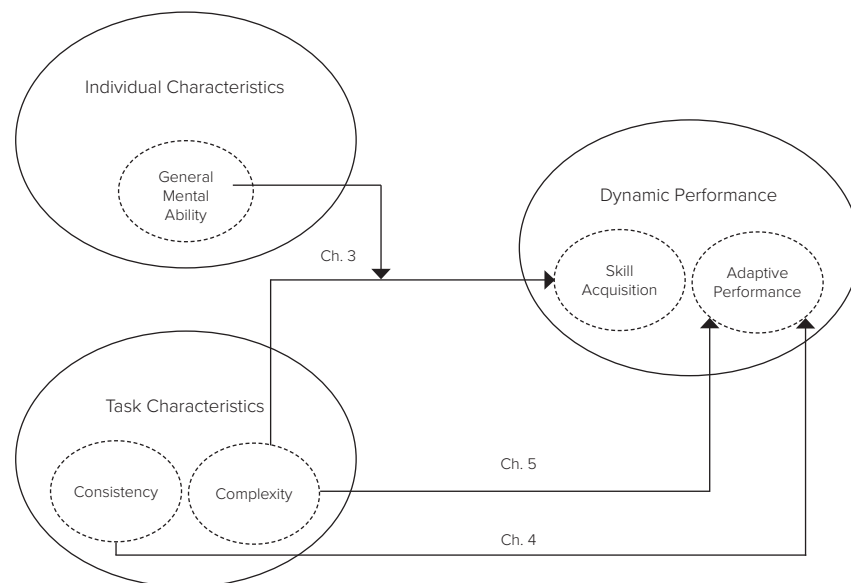 Individual Characteristics
General
Mental
Ability
Ch. 3
Dynamic Performance
Skill
Acquisition
Adaptive
Performance
Task Characteristics
Consistency
Complexity
Ch. 5
Ch. 4